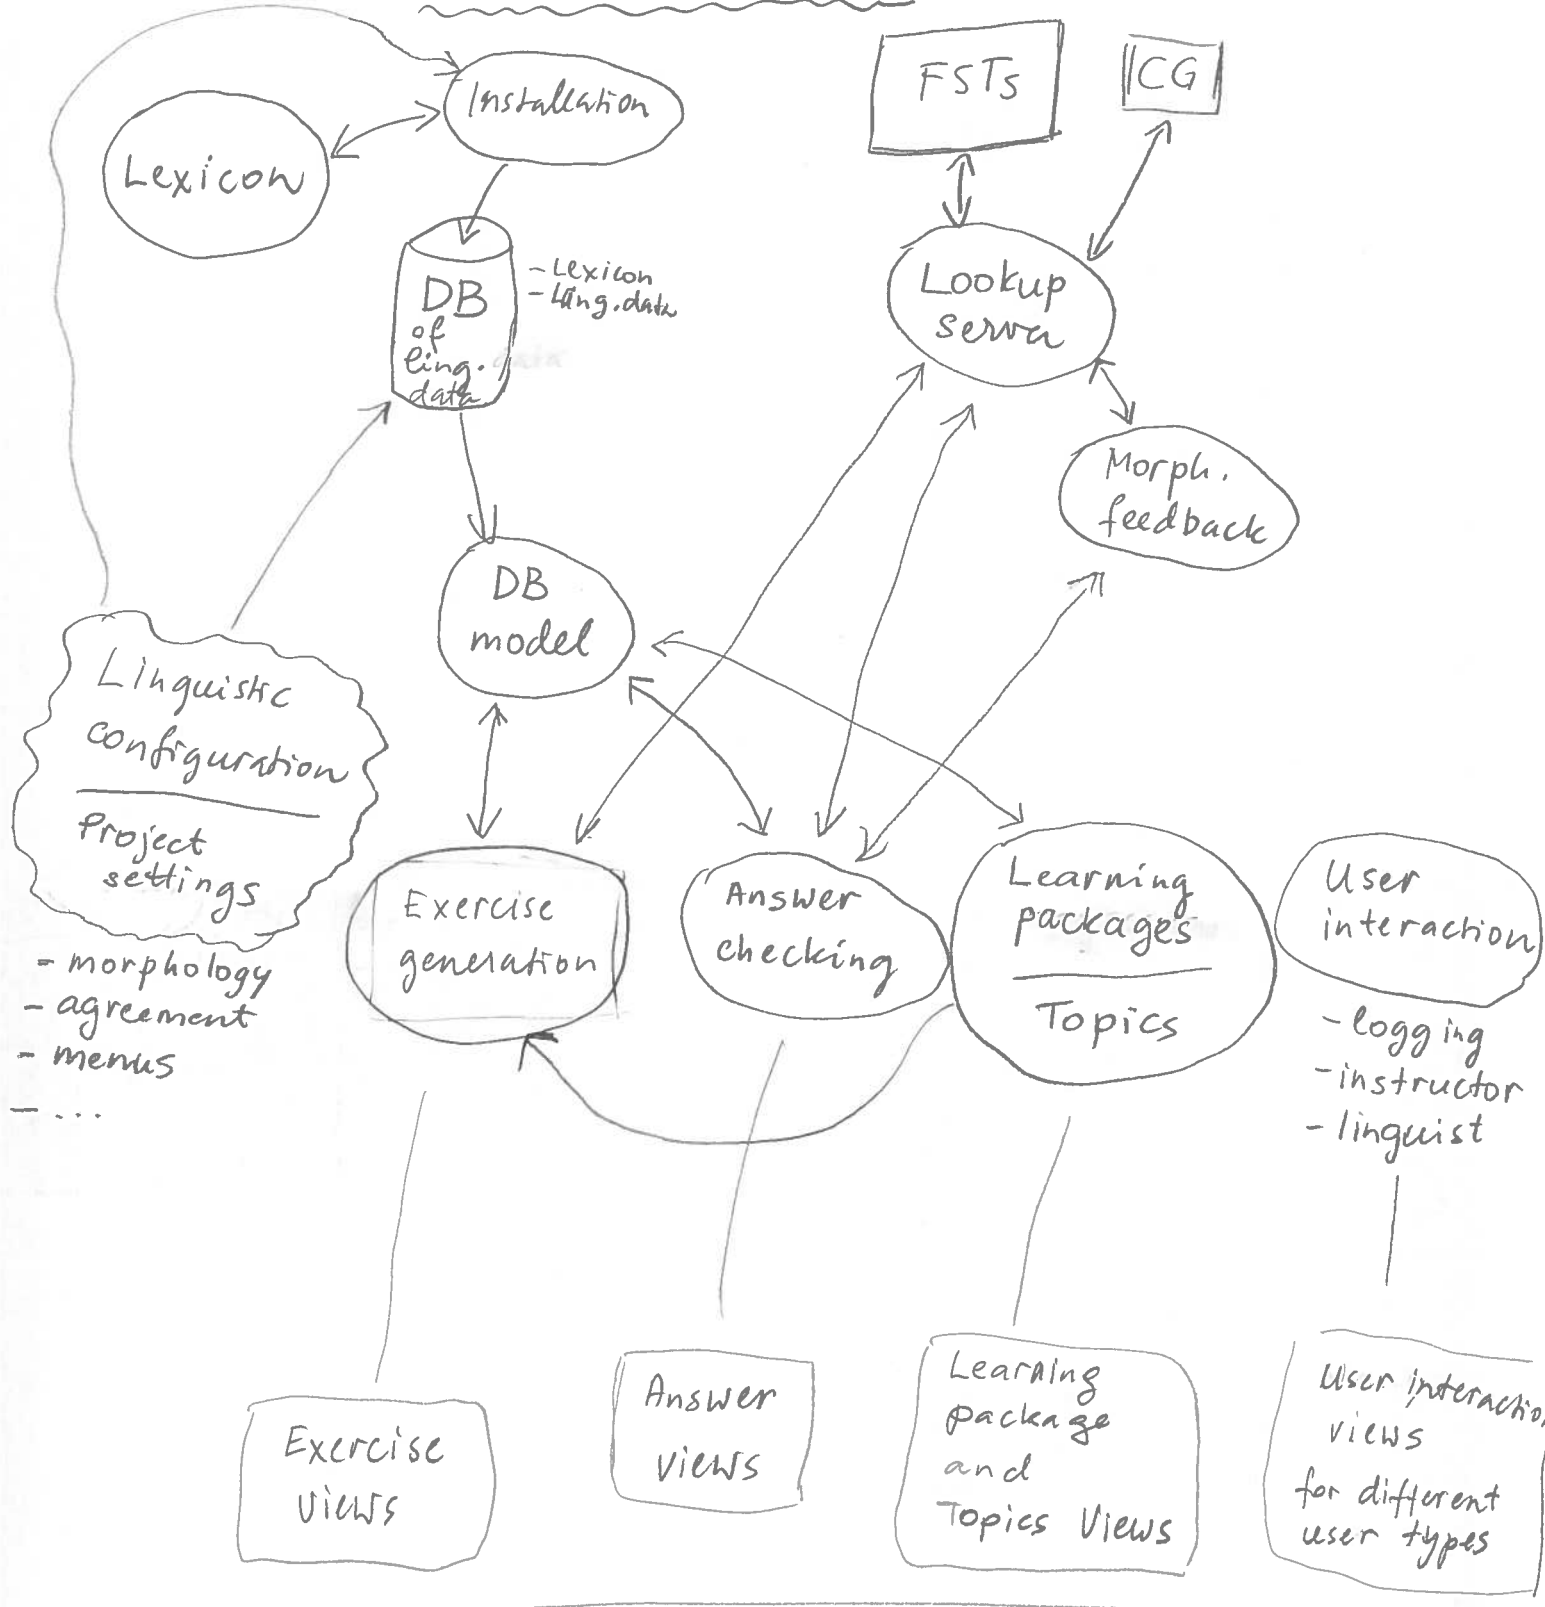 Installation
FSTs
ICG
Lexicon
DB
of
ling.
data
- Lexicon
- Ling.data
Lookup
server
Morph.
feedback
DB
model
Linguistic
configuration
Project
settings
- morphology
- agreement
- menus
- ...
Exercise
generation
Answer
checking
Learning
packages
Topics
User
interaction
- logging
- instructor
- linguist
Exercise
views
Answer
views
Learning
package
and
Topics Views
User interaction
views
for different
user types